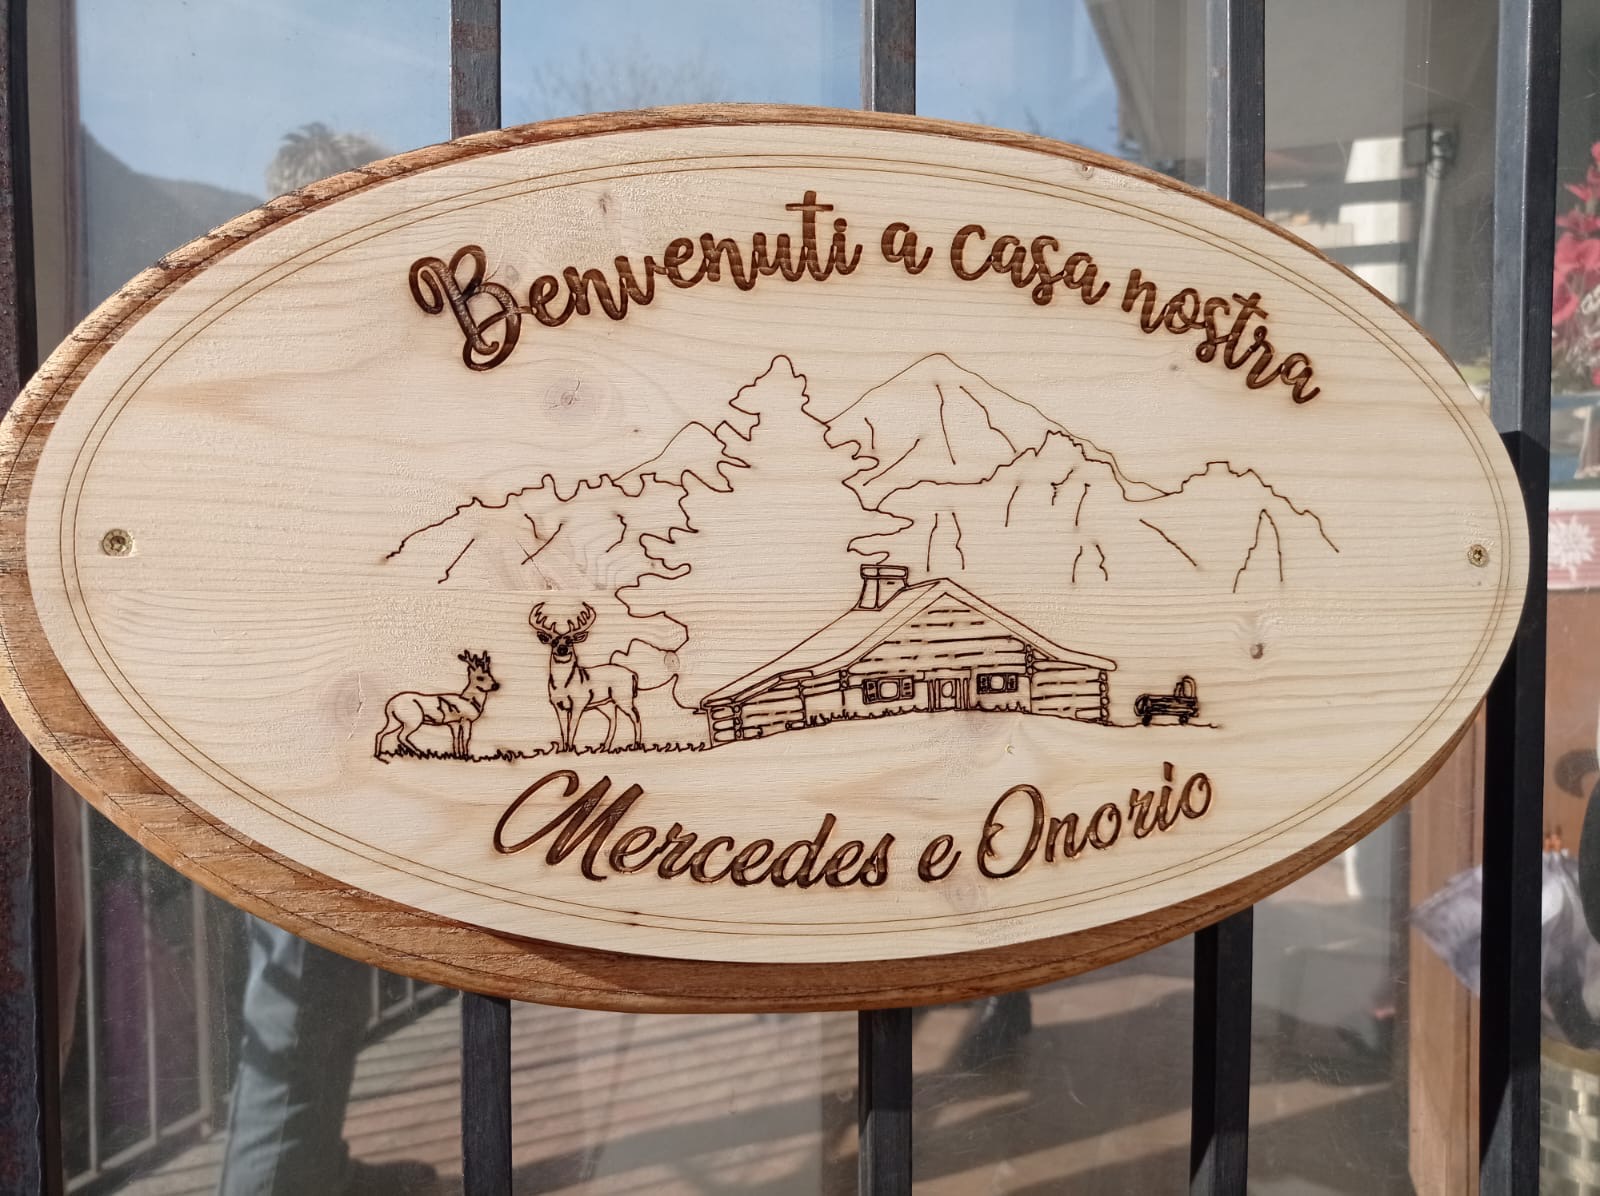 Benvenuti a casa nostra
Mercedes e Onorio